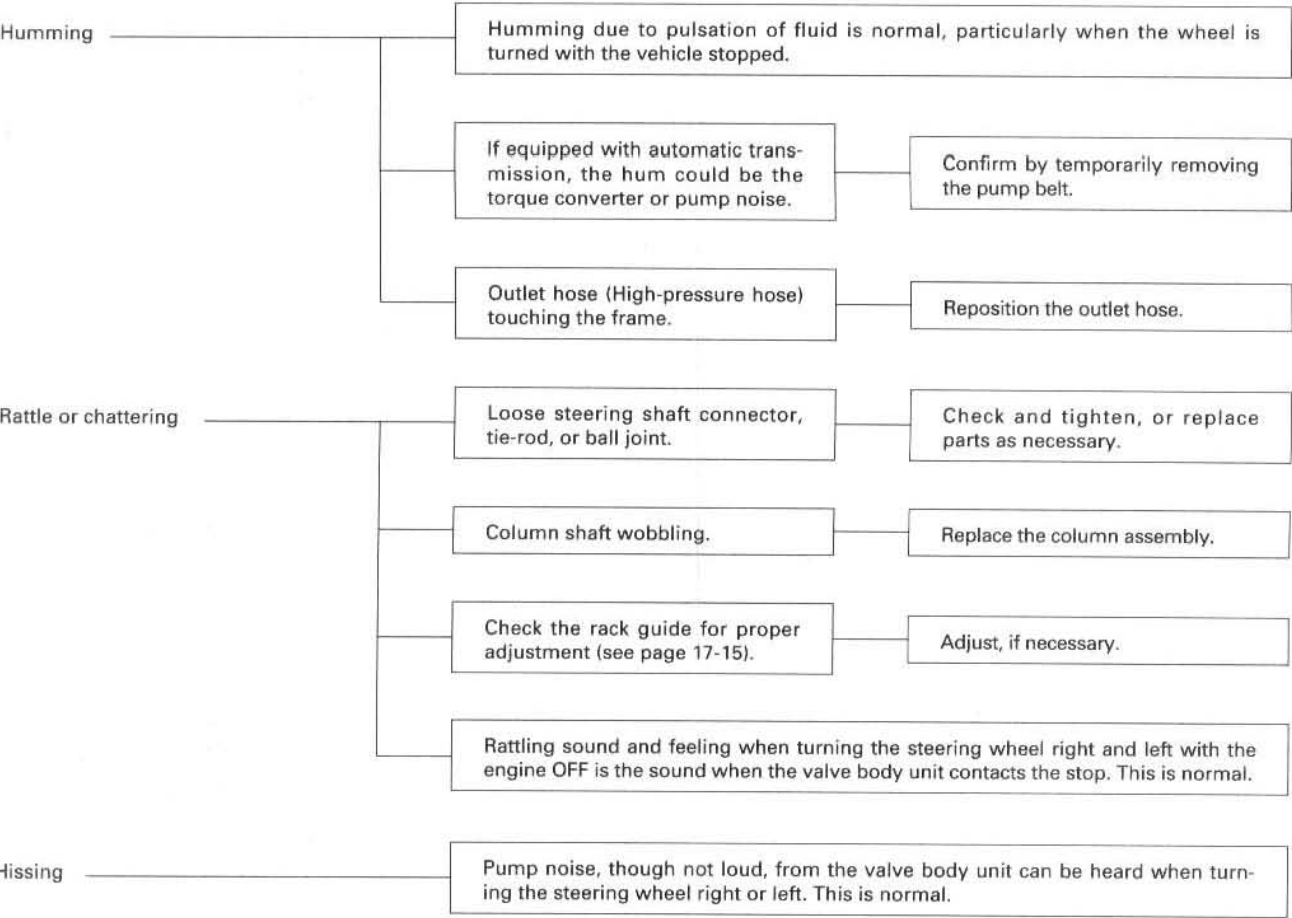 Humming
Humming due to pulsation of fluid is normal, particularly when the wheel is
turned with the vehicle stopped.
If equipped with automatic trans-
mission, the hum could be the
torque converter or pump noise.
Confirm by temporarily removing
the pump belt.
Outlet hose (High-pressure hose)
touching the frame.
Reposition the outlet hose.
Rattle or chattering
Loose steering shaft connector,
tie-rod, or ball joint.
Check and tighten, or replace
parts as necessary.
Column shaft wobbling.
Replace the column assembly.
Check the rack guide for proper
adjustment (see page 17-15).
Adjust, if necessary.
Rattling sound and feeling when turning the steering wheel right and left with the
engine OFF is the sound when the valve body unit contacts the stop. This is normal.
Hissing
Pump noise, though not loud, from the valve body unit can be heard when turn-
ing the steering wheel right or left. This is normal.